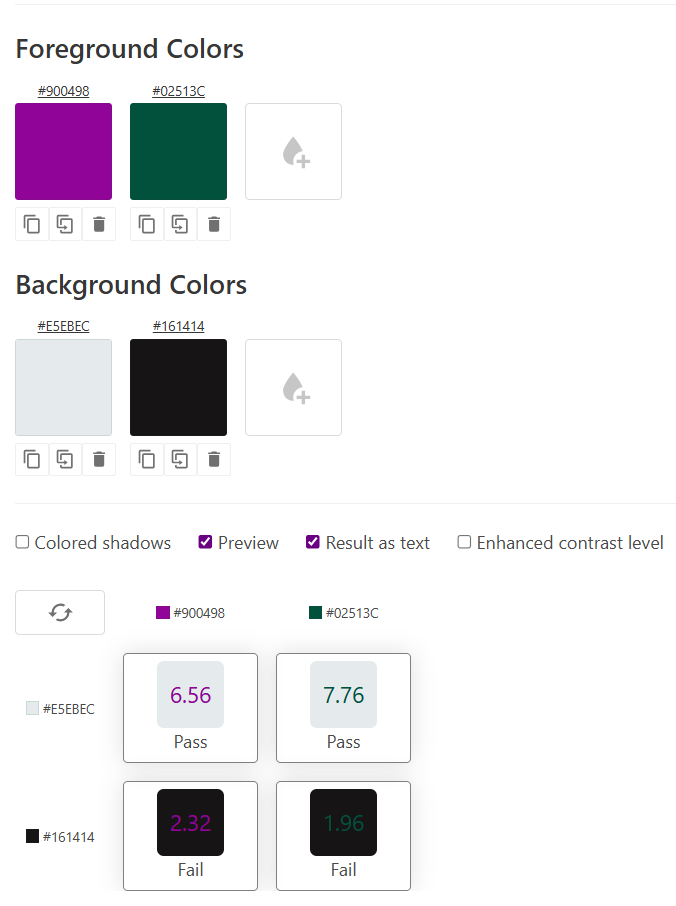 Foreground Colors
#900498 #02513C
Background Colors
#E5EBEC #161414
Colored shadows Preview Result as text Enhanced contrast level
#900498 #02513C
#E5EBEC 6.56 7.76
Pass Pass
#161414 2.32 1.96
Fail Fail